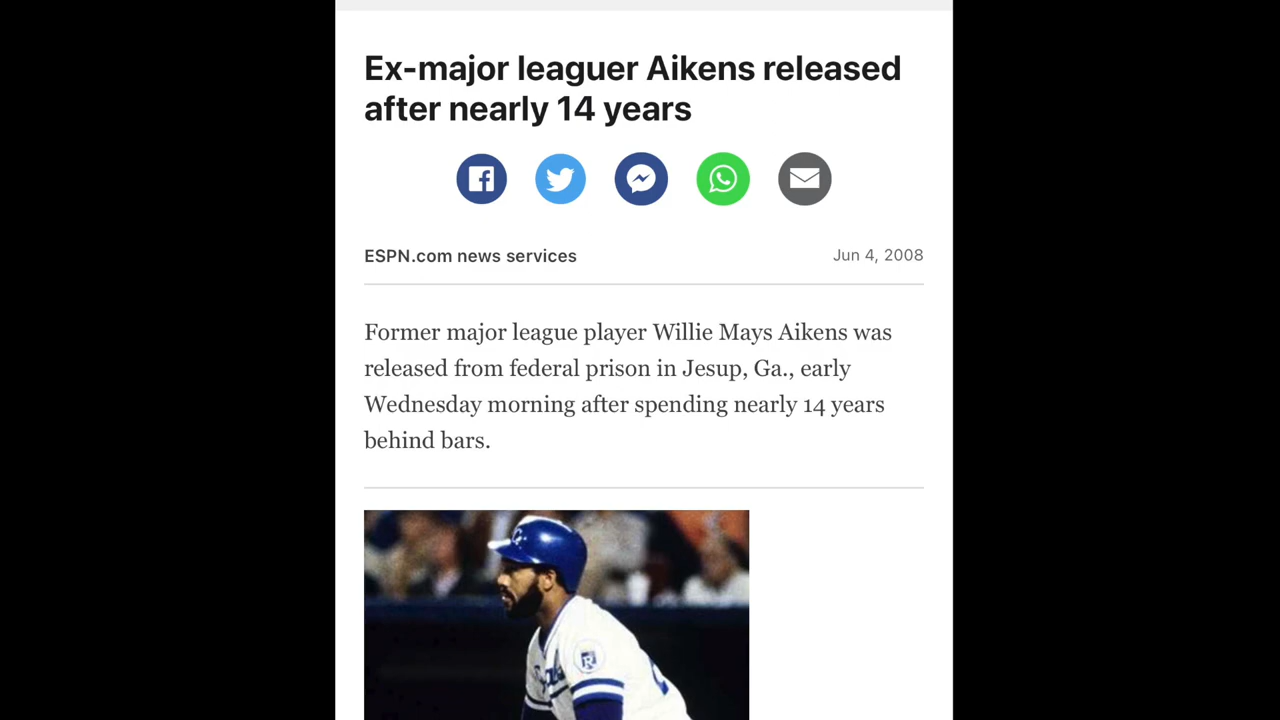 Ex-major leaguer Aikens released
after nearly 14 years
ESPN.com news services
Jun 4, 2008
Former major league player Willie Mays Aikens was
released from federal prison in Jesup, Ga., early
Wednesday morning after spending nearly 14 years
behind bars.